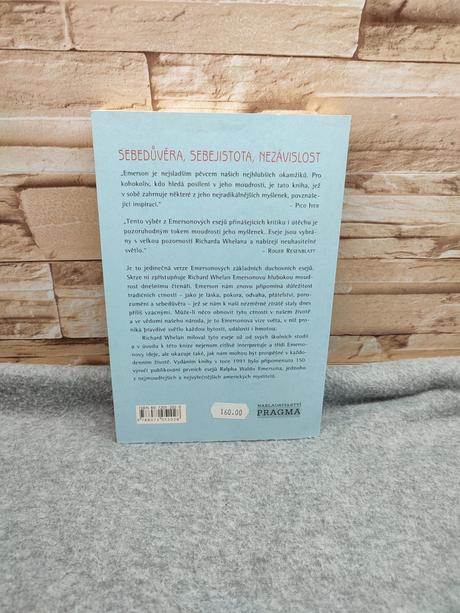 SEBEDŮVĚRA, SEBEJISTOTA, NEZÁVISLOST
„Emerson je nejsladším pěvcem našich nejhlubších okamžiků. Pro
kohokoliv, kdo hledá posílení v jeho moudrosti, je tato kniha, jež
v sobě zahrnuje některé z jeho nejradikálnějších myšlenek, povznáše-
jící inspirací."
– PICO IYER
„Tento výběr z Emersonových esejů přinášejících kritiku i útěchu je
pozoruhodným tokem moudrosti jeho myšlenek. Eseje jsou vybrá-
ny s velkou pozorností Richarda Whelana a nabízejí neuhasitelné
světlo."
– ROGER RESENBLATT
Je to jedinečná verze Emersonových základních duchovních esejů.
Skrze ni zpřístupňuje Richard Whelan Emersonovu hlubokou moud-
rost dnešnímu čtenáři. Emerson nám znovu připomíná důležitost
tradičních ctností – jako je láska, pokora, odvaha, přátelství, poro-
zumění a sebedůvěra – jež se nám k naší nezměrné ztrátě staly dnes
příliš vzácnými. Může-li něco obnovit tyto ctnosti v našem životě
a ve vědomí našeho národa, je to Emersonova vize světa, v níž pro-
niká pravdivé světlo každou bytostí, událostí i hmotou.
Richard Whelan miloval tyto eseje už od svých školních studií
a v úvodu k této knize nejenom citlivě interpretuje a třídí Emerso-
novy ideje, ale ukazuje také, jak nám mohou být prospěšné v každo-
denním životě. Vydáním knihy v roce 1991 bylo připomenuto 150.
výročí publikování prvních esejů Ralpha Waldo Emersona, jednoho
z nejmoudřejších a nejvýřečnějších amerických myslitelů.
160.00
NAKLADATELSTVÍ
PRAGMA